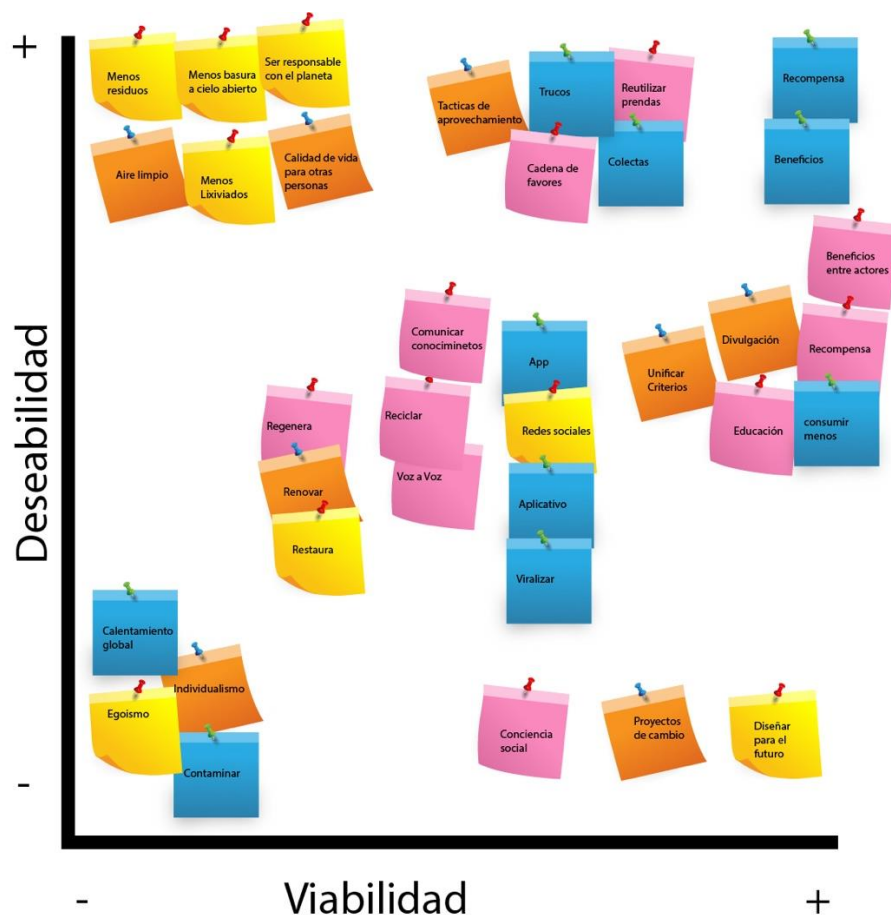 +
Menos
residuos
Menos basura
a cielo abierto
Ser responsable
con el planeta
Aire limpio
Menos
Lixiviados
Calidad de vida
para otras
personas
Tacticas de
aprovechamiento
Trucos
Reutilizar
prendas
Cadena de
favores
Colectas
Recompensa
Beneficios
Beneficios
entre actores
Divulgación
Recompensa
Unificar
Criterios
Educación
consumir
menos
Comunicar
conociminetos
App
Regenera
Reciclar
Redes sociales
Renovar
Voz a Voz
Aplicativo
Restaura
Viralizar
Deseabilidad
Calentamiento
global
Individualismo
Egoismo
Contaminar
Conciencia
social
Proyectos
de cambio
Diseñar
para el
futuro
-
- Viabilidad +